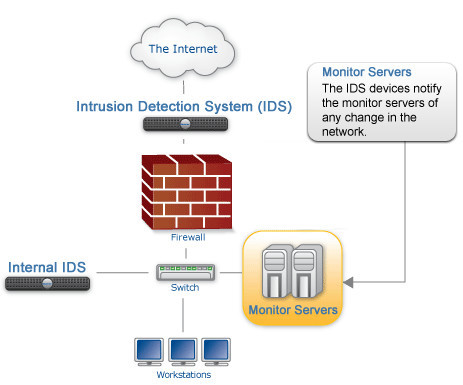 The Internet
Intrusion Detection System (IDS)
Monitor Servers
The IDS devices notify
the monitor servers of
any change in the
network.
Firewall
Internal IDS
Switch
Monitor Servers
Workstations